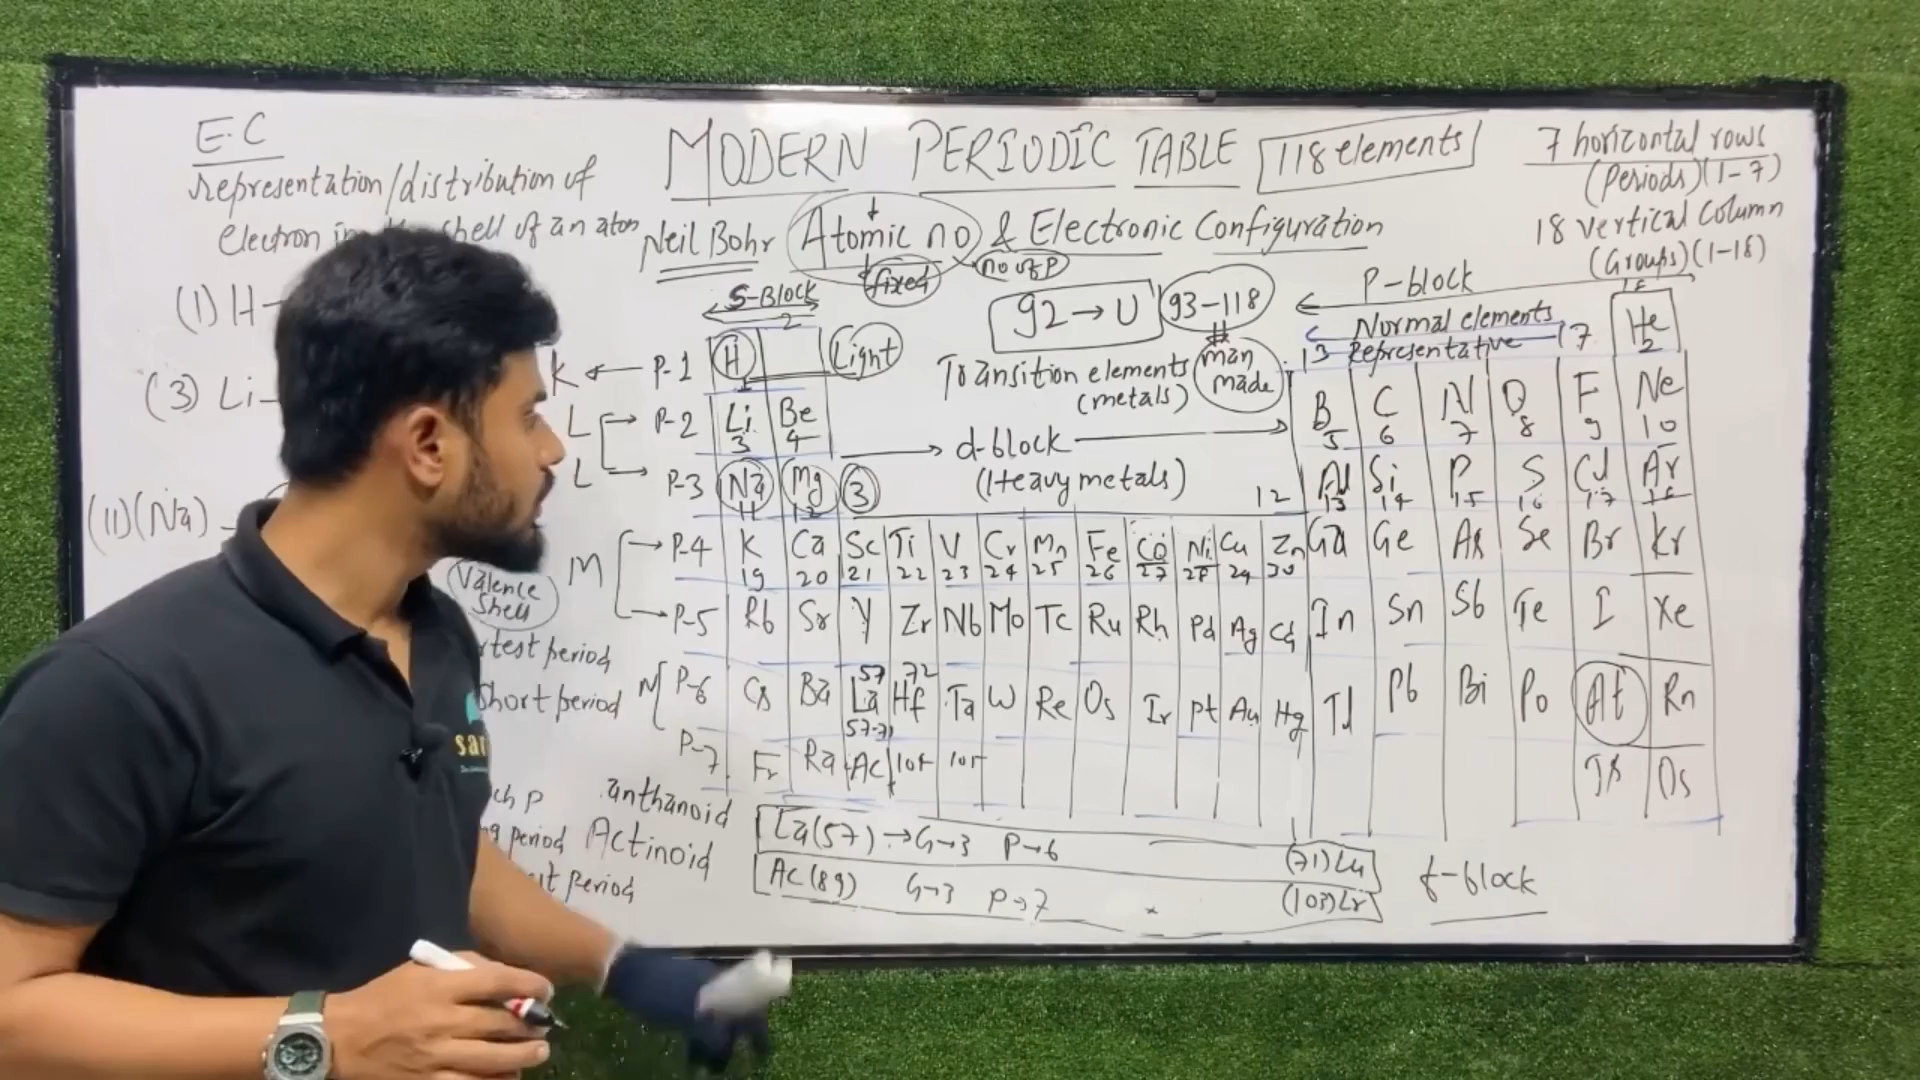 E.C
representation/distribution of
electron in shell of an atom
(1) H-
(3) Li-
(11)(Na) -
Valence
Shell
rtest period
short period
ch p
period
period
MODERN PERIODIC TABLE 118 elements
Neil Bohr Atomic no & Electronic Configuration
fixed no of P
7 horizontal rows
(Periods)(1-7)
18 vertical column
(Groups)(1-18)
S-Block
2
92→U 93-118
man
made
P-block
Normal elements
13 Representative 17
Transition elements
(metals)
K ← P-1 H Light He
1 2
L P-2 Li Be B C N O F Ne
3 4 5 6 7 8 9 10
d-block
(Heavy metals)
L P-3 Na Mg 3 12 Al Si P S Cl Ar
11 12 13 14 15 16 17 18
M P-4 K Ca Sc Ti V Cr Mn Fe Co Ni Cu Zn Ga Ge As Se Br Kr
19 20 21 22 23 24 25 26 27 28 29 30
P-5 Rb Sr Y Zr Nb Mo Tc Ru Rh Pd Ag Cd In Sn Sb Te I Xe
57 72
N P-6 Cs Ba La Hf Ta W Re Os Ir Pt Au Hg Tl Pb Bi Po At Rn
57-71
P-7 Fr Ra Ac 104 105 Ts Os
anthanoid La(57) → G→3 P→6 (71)Lu
Actinoid Ac(89) G→3 P→7 (103)Lr
f-block